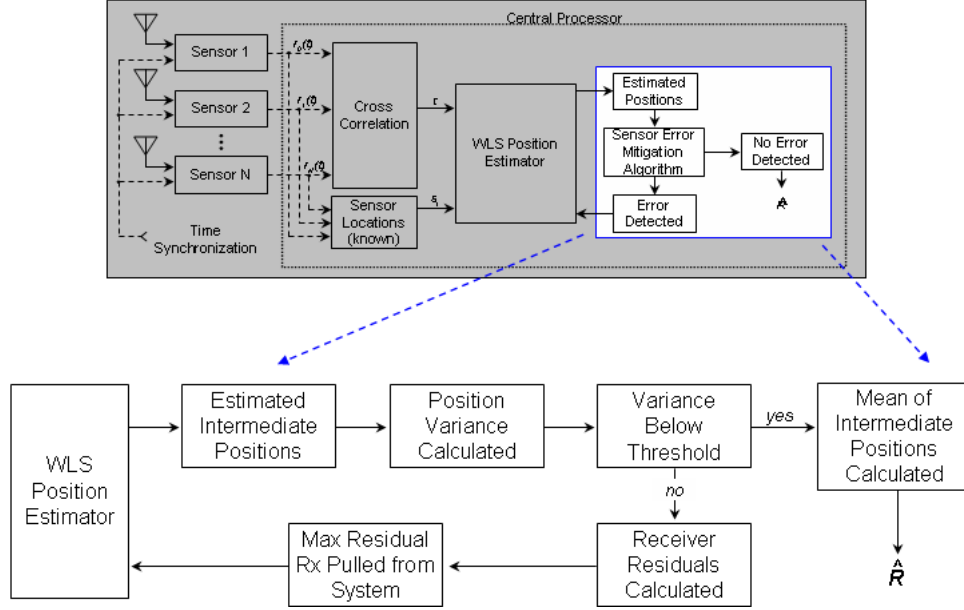 Central Processor
Sensor 1
Sensor 2
Sensor N
Time
Synchronization
Cross
Correlation
Sensor
Locations
(known)
r
WLS Position
Estimator
Estimated
Positions
Sensor Error
Mitigation
Algorithm
Error
Detected
No Error
Detected
R̂
WLS
Position
Estimator
Estimated
Intermediate
Positions
Position
Variance
Calculated
Variance
Below
Threshold
yes
Mean of
Intermediate
Positions
Calculated
no
Max Residual
Rx Pulled from
System
Receiver
Residuals
Calculated
R̂